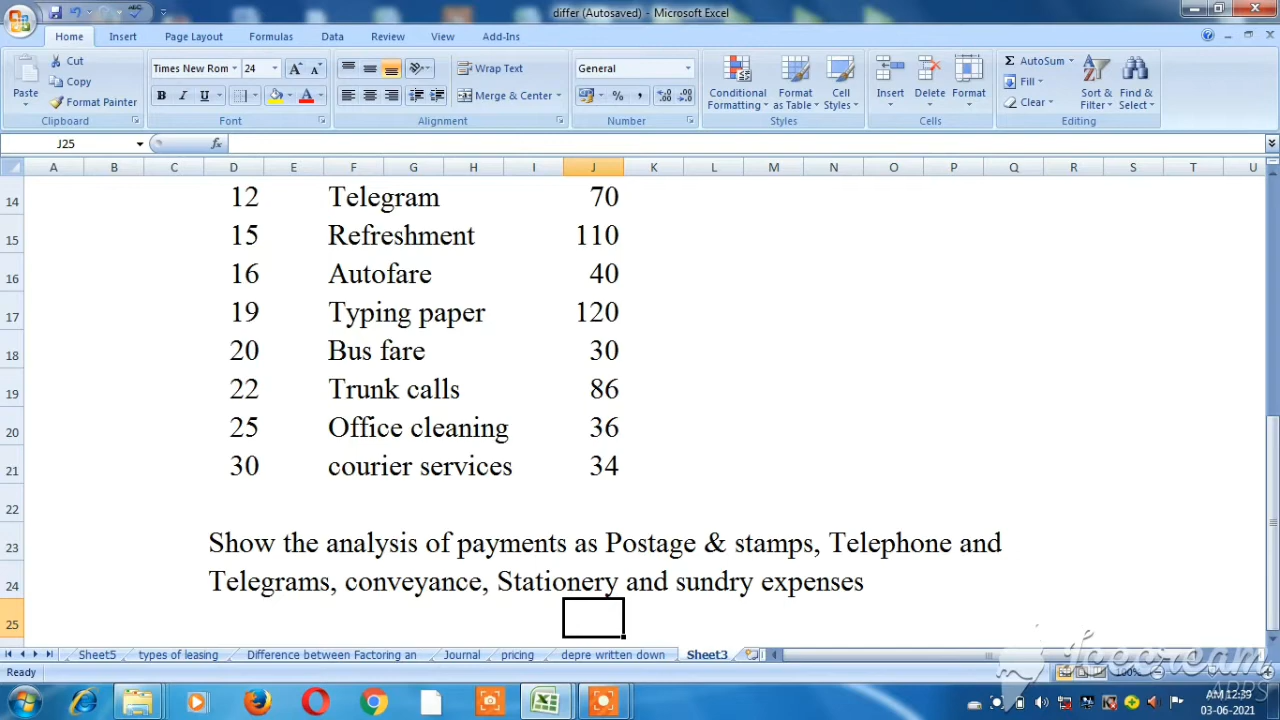 differ (Autosaved) - Microsoft Excel
Home Insert Page Layout Formulas Data Review View Add-Ins
Paste Cut Copy Format Painter Clipboard
Times New Rom 24 B I U Font
Wrap Text Merge & Center Alignment
General % , Number
Conditional Formatting Format as Table Cell Styles Styles
Insert Delete Format Cells
Σ AutoSum Fill Clear Sort & Filter Find & Select Editing
J25 fx
A B C D E F G H I J K L M N O P Q R S T U
14 12 Telegram 70
15 15 Refreshment 110
16 16 Autofare 40
17 19 Typing paper 120
18 20 Bus fare 30
19 22 Trunk calls 86
20 25 Office cleaning 36
21 30 courier services 34
22
23 Show the analysis of payments as Postage & stamps, Telephone and
24 Telegrams, conveyance, Stationery and sundry expenses
25
Sheet5 types of leasing Difference between Factoring an Journal pricing depre written down Sheet3
Ready 100%
Icecream
APPS
AM 12:39
03-06-2021